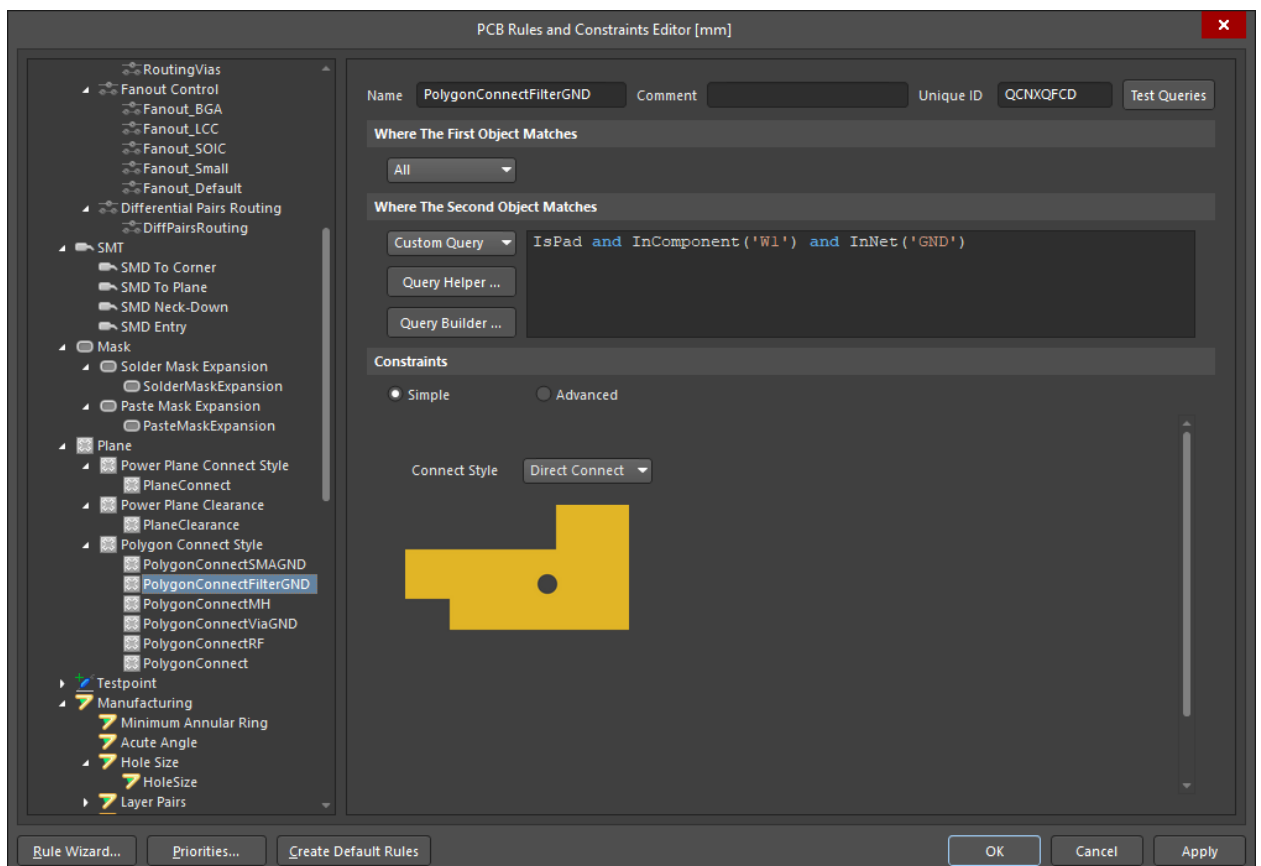 PCB Rules and Constraints Editor [mm]
RoutingVias
Fanout Control
Fanout_BGA
Fanout_LCC
Fanout_SOIC
Fanout_Small
Fanout_Default
Differential Pairs Routing
DiffPairsRouting
SMT
SMD To Corner
SMD To Plane
SMD Neck-Down
SMD Entry
Mask
Solder Mask Expansion
SolderMaskExpansion
Paste Mask Expansion
PasteMaskExpansion
Plane
Power Plane Connect Style
PlaneConnect
Power Plane Clearance
PlaneClearance
Polygon Connect Style
PolygonConnectSMAGND
PolygonConnectFilterGND
PolygonConnectMH
PolygonConnectViaGND
PolygonConnectRF
PolygonConnect
Testpoint
Manufacturing
Minimum Annular Ring
Acute Angle
Hole Size
HoleSize
Layer Pairs
Name PolygonConnectFilterGND Comment Unique ID QCNXQFCD Test Queries
Where The First Object Matches
All
Where The Second Object Matches
Custom Query IsPad and InComponent('W1') and InNet('GND')
Query Helper ...
Query Builder ...
Constraints
Simple Advanced
Connect Style Direct Connect
Rule Wizard... Priorities... Create Default Rules OK Cancel Apply